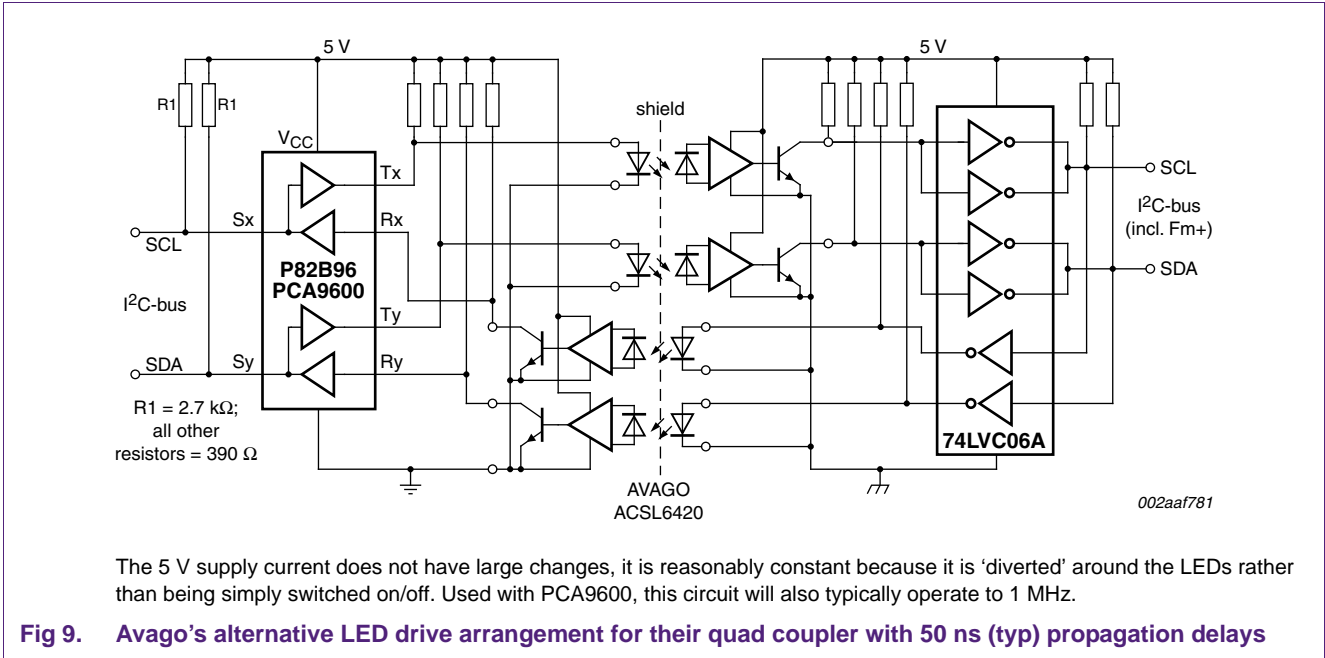 5 V
5 V
R1
R1
shield
VCC
Tx
Sx
Rx
SCL
SCL
P82B96
PCA9600
I2C-bus
(incl. Fm+)
I2C-bus
SDA
Ty
SDA
Sy
Ry
R1 = 2.7 kΩ;
all other
resistors = 390 Ω
74LVC06A
AVAGO
ACSL6420
002aaf781
The 5 V supply current does not have large changes, it is reasonably constant because it is ‘diverted’ around the LEDs rather
than being simply switched on/off. Used with PCA9600, this circuit will also typically operate to 1 MHz.
Fig 9. Avago’s alternative LED drive arrangement for their quad coupler with 50 ns (typ) propagation delays